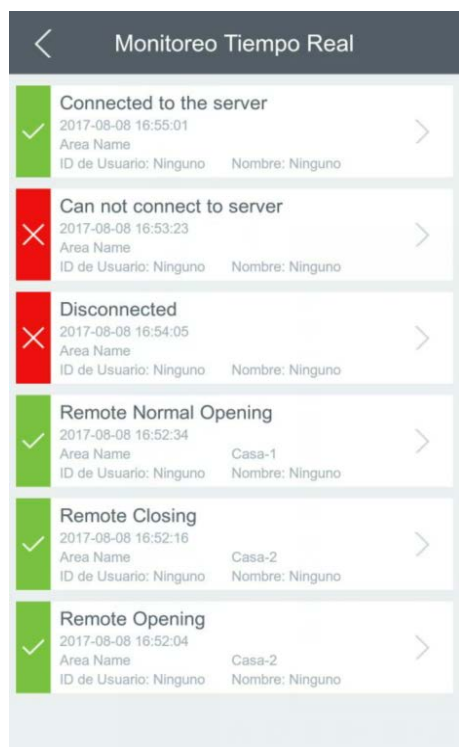 Monitoreo Tiempo Real
Connected to the server
2017-08-08 16:55:01
Area Name
ID de Usuario: Ninguno Nombre: Ninguno
Can not connect to server
2017-08-08 16:53:23
Area Name
ID de Usuario: Ninguno Nombre: Ninguno
Disconnected
2017-08-08 16:54:05
Area Name
ID de Usuario: Ninguno Nombre: Ninguno
Remote Normal Opening
2017-08-08 16:52:34
Area Name Casa-1
ID de Usuario: Ninguno Nombre: Ninguno
Remote Closing
2017-08-08 16:52:16
Area Name Casa-2
ID de Usuario: Ninguno Nombre: Ninguno
Remote Opening
2017-08-08 16:52:04
Area Name Casa-2
ID de Usuario: Ninguno Nombre: Ninguno